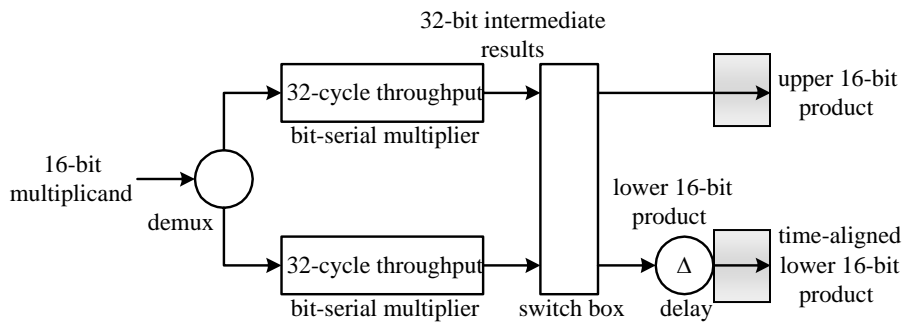 32-bit intermediate
results
32-cycle throughput
bit-serial multiplier
upper 16-bit
product
16-bit
multiplicand
demux
lower 16-bit
product
32-cycle throughput
bit-serial multiplier
switch box
Δ
delay
time-aligned
lower 16-bit
product